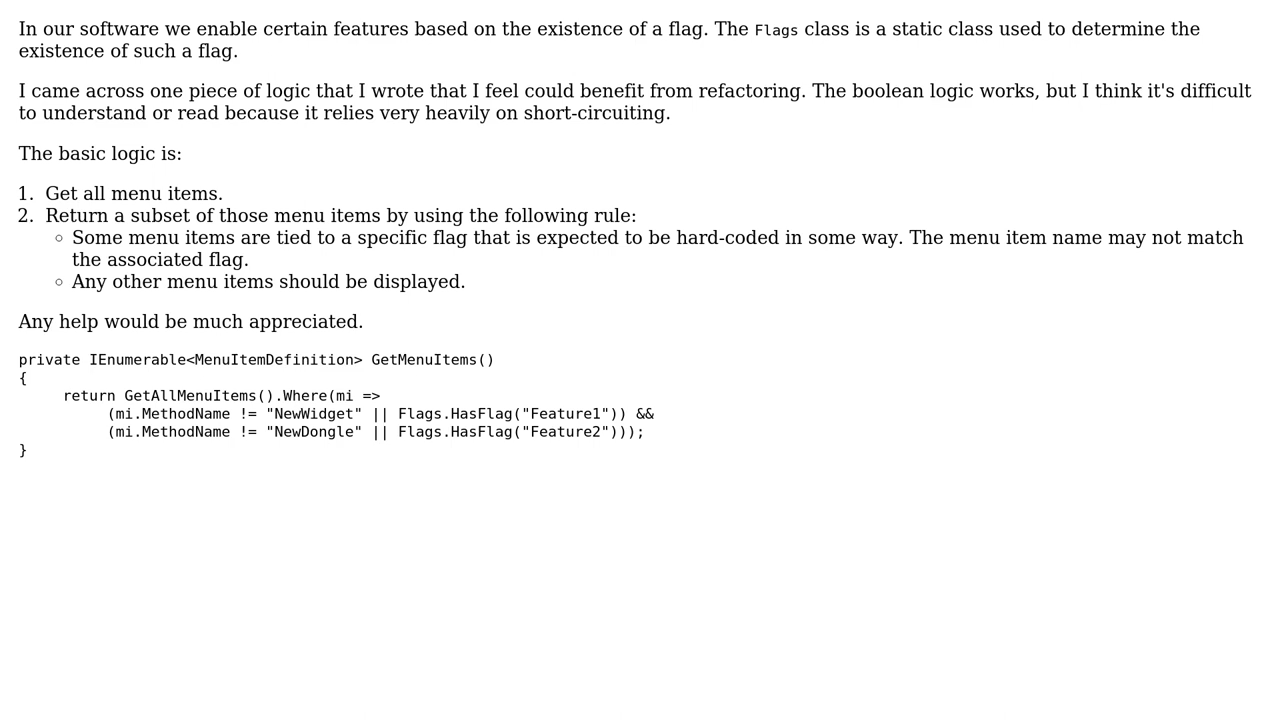 In our software we enable certain features based on the existence of a flag. The Flags class is a static class used to determine the
existence of such a flag.
I came across one piece of logic that I wrote that I feel could benefit from refactoring. The boolean logic works, but I think it's difficult
to understand or read because it relies very heavily on short-circuiting.
The basic logic is:
1. Get all menu items.
2. Return a subset of those menu items by using the following rule:
◦ Some menu items are tied to a specific flag that is expected to be hard-coded in some way. The menu item name may not match
the associated flag.
◦ Any other menu items should be displayed.
Any help would be much appreciated.
private IEnumerable<MenuItemDefinition> GetMenuItems()
{
     return GetAllMenuItems().Where(mi =>
          (mi.MethodName != "NewWidget" || Flags.HasFlag("Feature1")) &&
          (mi.MethodName != "NewDongle" || Flags.HasFlag("Feature2")));
}